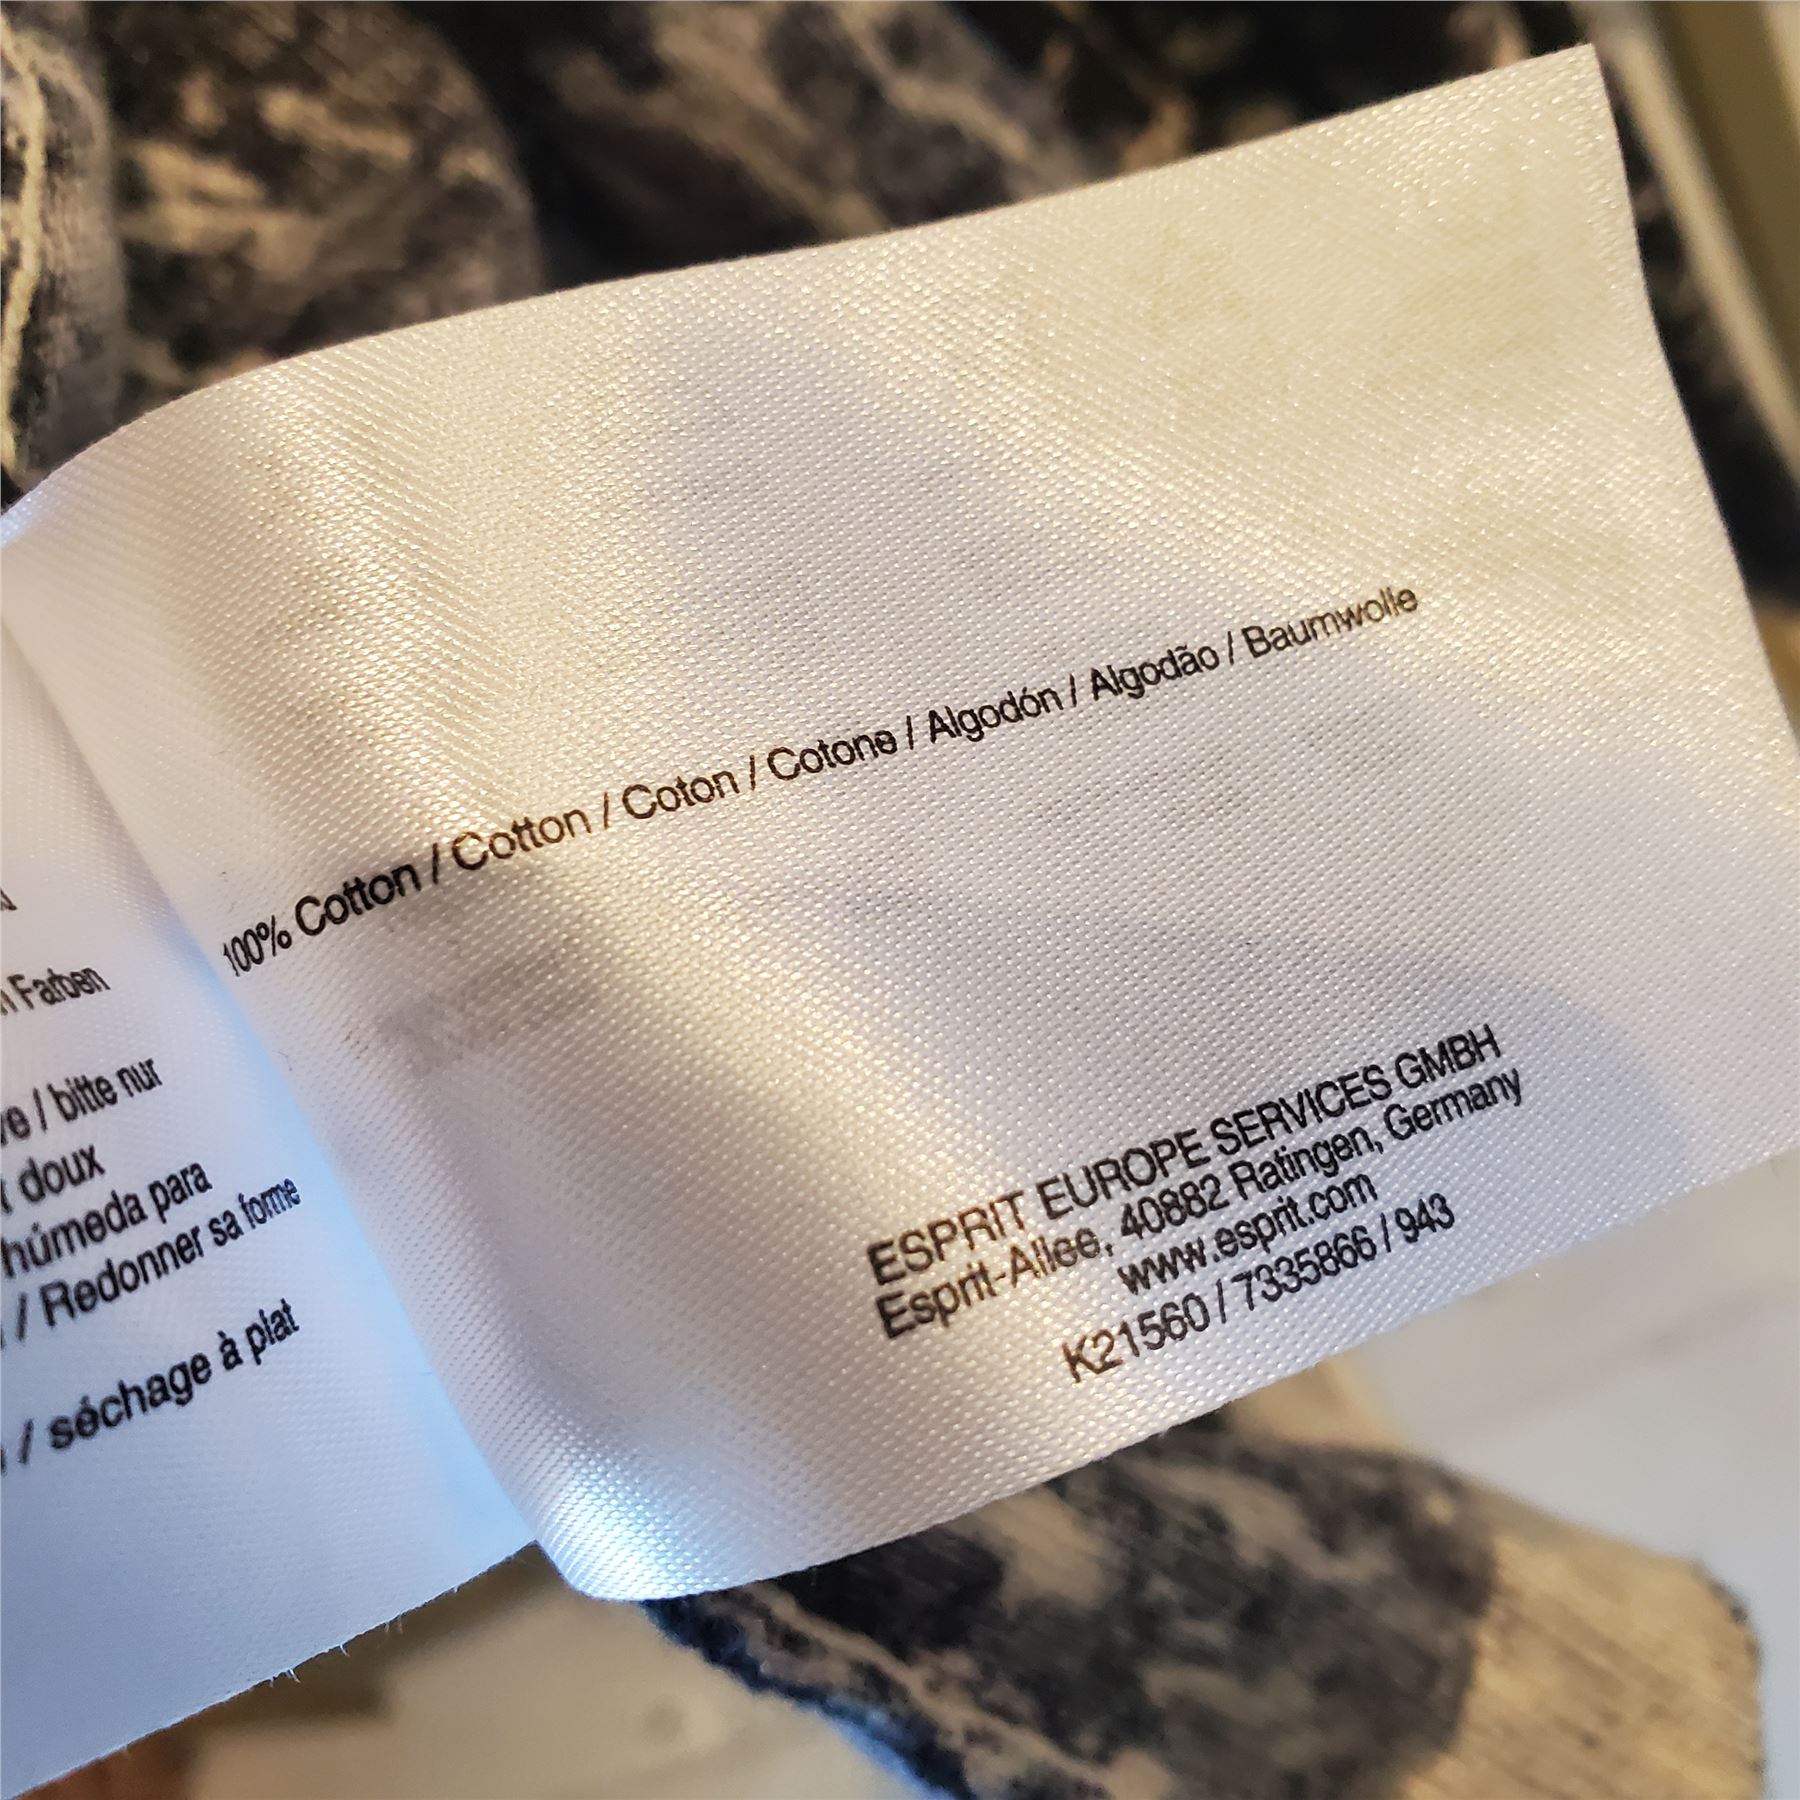 100% Cotton / Cotton / Coton / Cotone / Algodón / Algodão / Baumwolle
ESPRIT EUROPE SERVICES GMBH
Esprit-Allee, 40882 Ratingen, Germany
www.esprit.com
K21560 / 7335866 / 943
Farben
/ bitte nur
doux
húmeda para
/ Redonner sa forme
/ séchage à plat